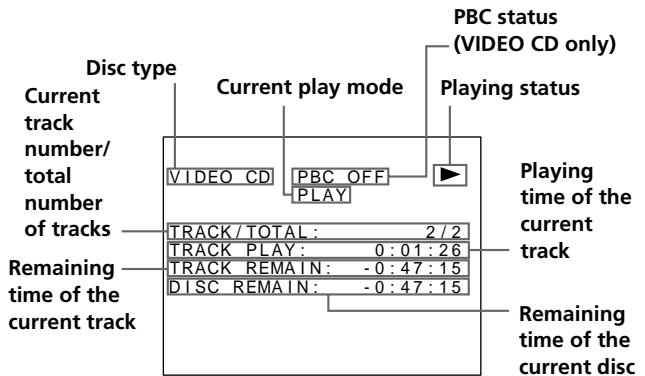 PBC status
(VIDEO CD only)
Disc type
Current play mode
Playing status
Current
track
number/
total
number
of tracks
VIDEO CD PBC OFF
PLAY
TRACK/TOTAL: 2/2
TRACK PLAY: 0:01:26
TRACK REMAIN: -0:47:15
DISC REMAIN: -0:47:15
Playing
time of the
current
track
Remaining
time of the
current track
Remaining
time of the
current disc